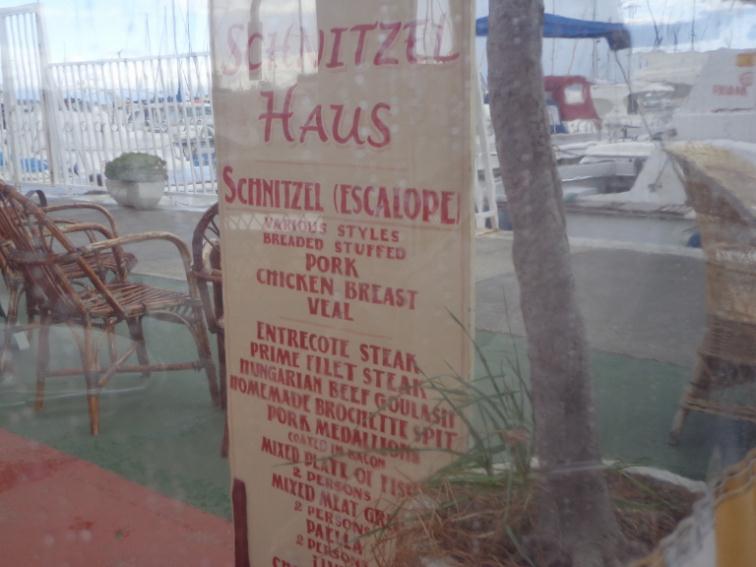 SCHNITZEL
HAUS
SCHNITZEL (ESCALOPE)
VARIOUS STYLES
BREADED STUFFED
PORK
CHICKEN BREAST
VEAL
ENTRECOTE STEAK
PRIME FILET STEAK
HUNGARIAN BEEF GOULASH
HOMEMADE BROCHETTE SPIT
PORK MEDALLIONS
COATED IN BACON
MIXED PLATE OF FISH
2 PERSONS
MIXED MEAT
2 PERSONS
PAELLA
2 PERSONS